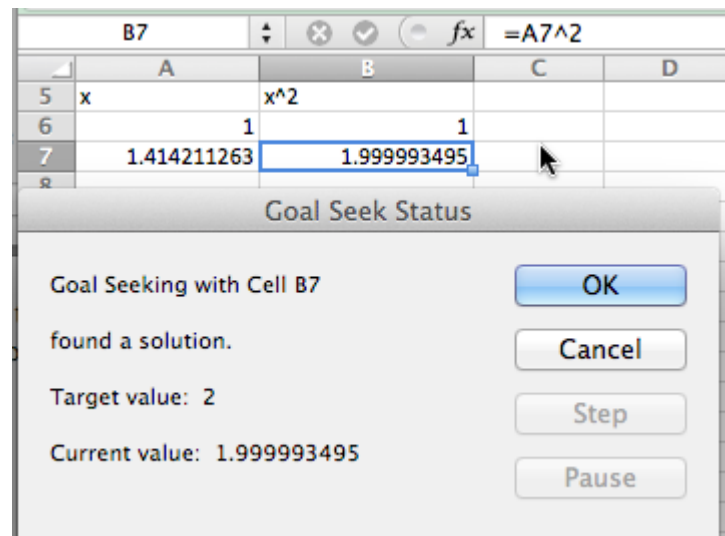 B7 fx =A7^2
A B C D
5 x x^2
6 1 1
7 1.414211263 1.999993495
8
Goal Seek Status
Goal Seeking with Cell B7
found a solution.
Target value: 2
Current value: 1.999993495
OK
Cancel
Step
Pause